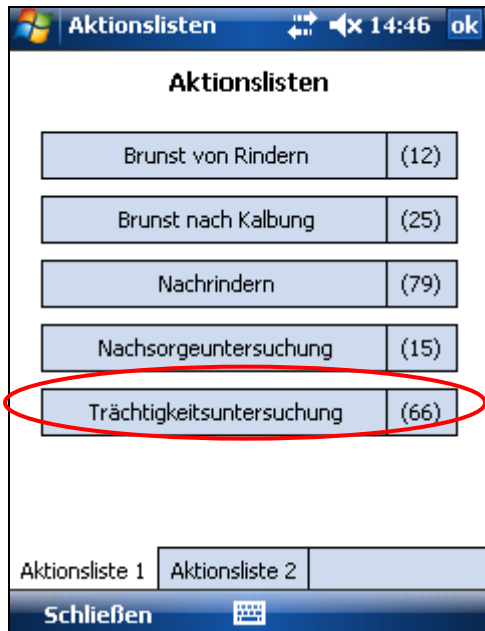 Aktionslisten 14:46 ok
Aktionslisten
Brunst von Rindern (12)
Brunst nach Kalbung (25)
Nachrindern (79)
Nachsorgeuntersuchung (15)
Trächtigkeitsuntersuchung (66)
Aktionsliste 1 Aktionsliste 2
Schließen